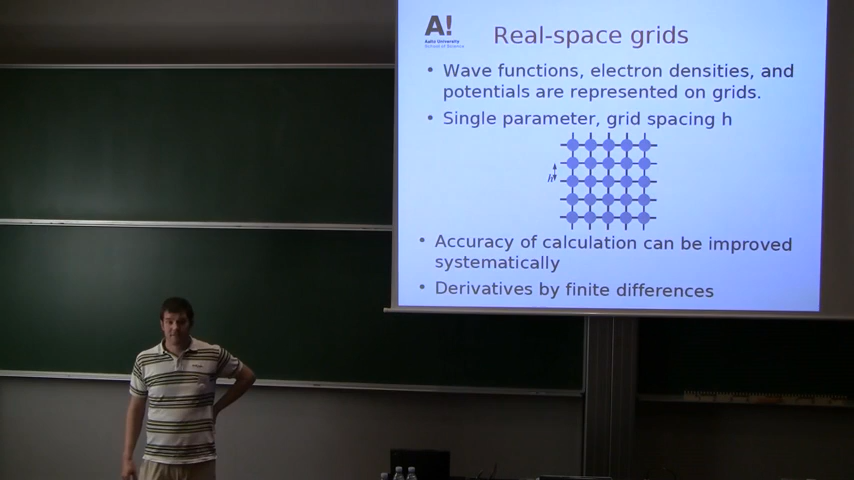 A!
Aalto University
School of Science
Real-space grids
• Wave functions, electron densities, and
potentials are represented on grids.
• Single parameter, grid spacing h
h
• Accuracy of calculation can be improved
systematically
• Derivatives by finite differences